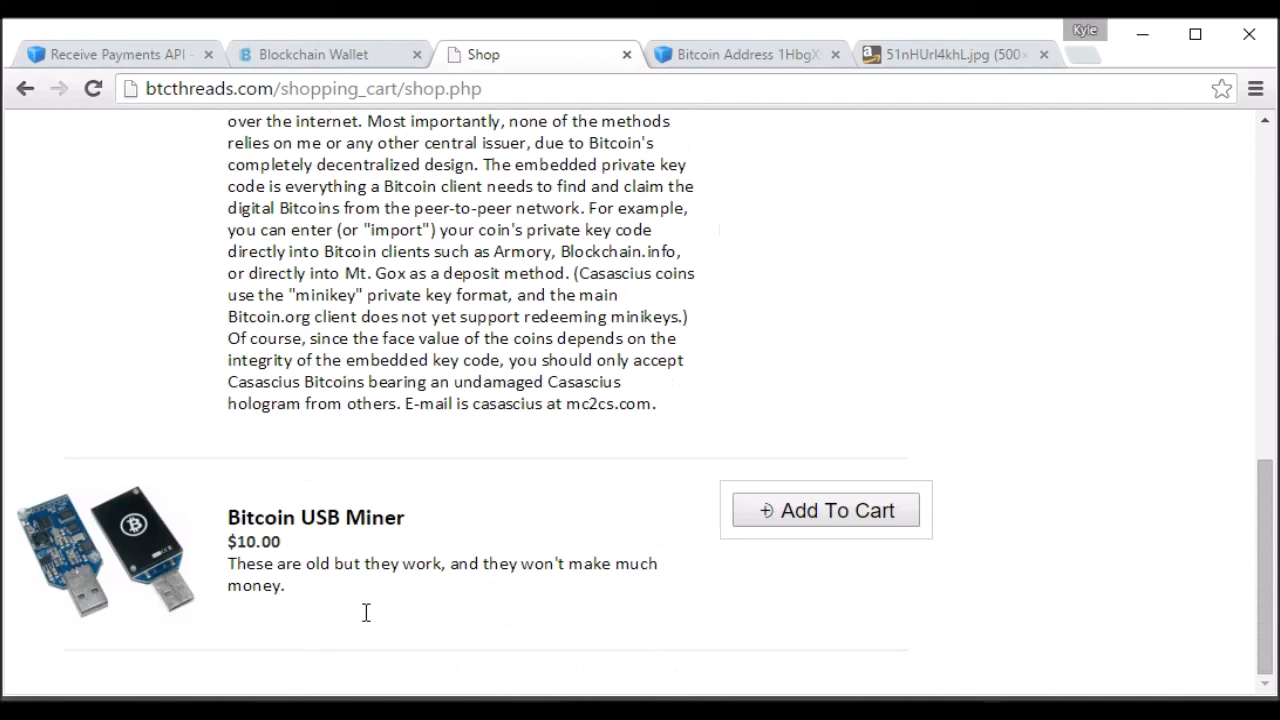 Kyle
Receive Payments API -
Blockchain Wallet
Shop
Bitcoin Address 1HbgX
51nHUrl4khL.jpg (500×
btcthreads.com/shopping_cart/shop.php
over the internet. Most importantly, none of the methods
relies on me or any other central issuer, due to Bitcoin's
completely decentralized design. The embedded private key
code is everything a Bitcoin client needs to find and claim the
digital Bitcoins from the peer-to-peer network. For example,
you can enter (or "import") your coin's private key code
directly into Bitcoin clients such as Armory, Blockchain.info,
or directly into Mt. Gox as a deposit method. (Casascius coins
use the "minikey" private key format, and the main
Bitcoin.org client does not yet support redeeming minikeys.)
Of course, since the face value of the coins depends on the
integrity of the embedded key code, you should only accept
Casascius Bitcoins bearing an undamaged Casascius
hologram from others. E-mail is casascius at mc2cs.com.
Bitcoin USB Miner
$10.00
These are old but they work, and they won't make much
money.
Add To Cart